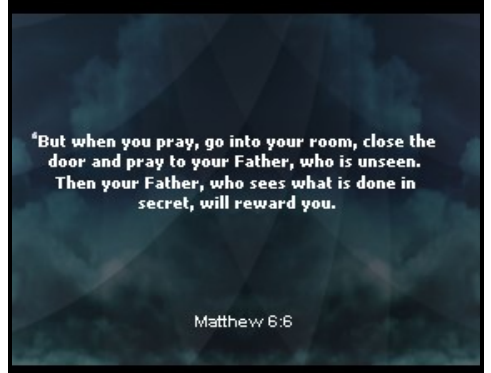 ⁶But when you pray, go into your room, close the
door and pray to your Father, who is unseen.
Then your Father, who sees what is done in
secret, will reward you.
Matthew 6:6